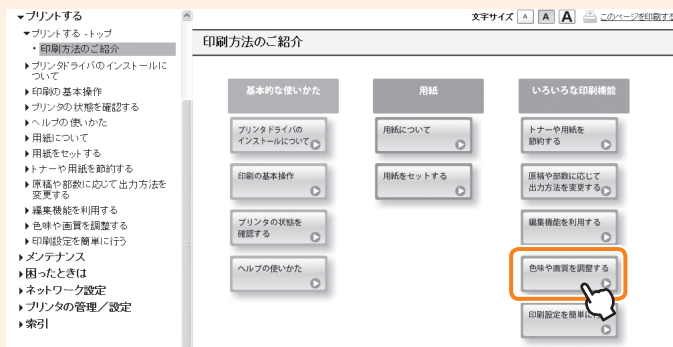 プリントする
プリントする - トップ
・印刷方法のご紹介
プリンタドライバのインストールに
ついて
印刷の基本操作
プリンタの状態を確認する
ヘルプの使いかた
用紙について
用紙をセットする
トナーや用紙を節約する
原稿や部数に応じて出力方法を
変更する
編集機能を利用する
色味や画質を調整する
印刷設定を簡単に行う
メンテナンス
困ったときは
ネットワーク設定
プリンタの管理／設定
索引
文字サイズ A A A このページを印刷する
印刷方法のご紹介
基本的な使いかた
プリンタドライバの
インストールについて
印刷の基本操作
プリンタの状態を
確認する
ヘルプの使いかた
用紙
用紙について
用紙をセットする
いろいろな印刷機能
トナーや用紙を
節約する
原稿や部数に応じて
出力方法を変更する
編集機能を利用する
色味や画質を調整する
印刷設定を簡単に行